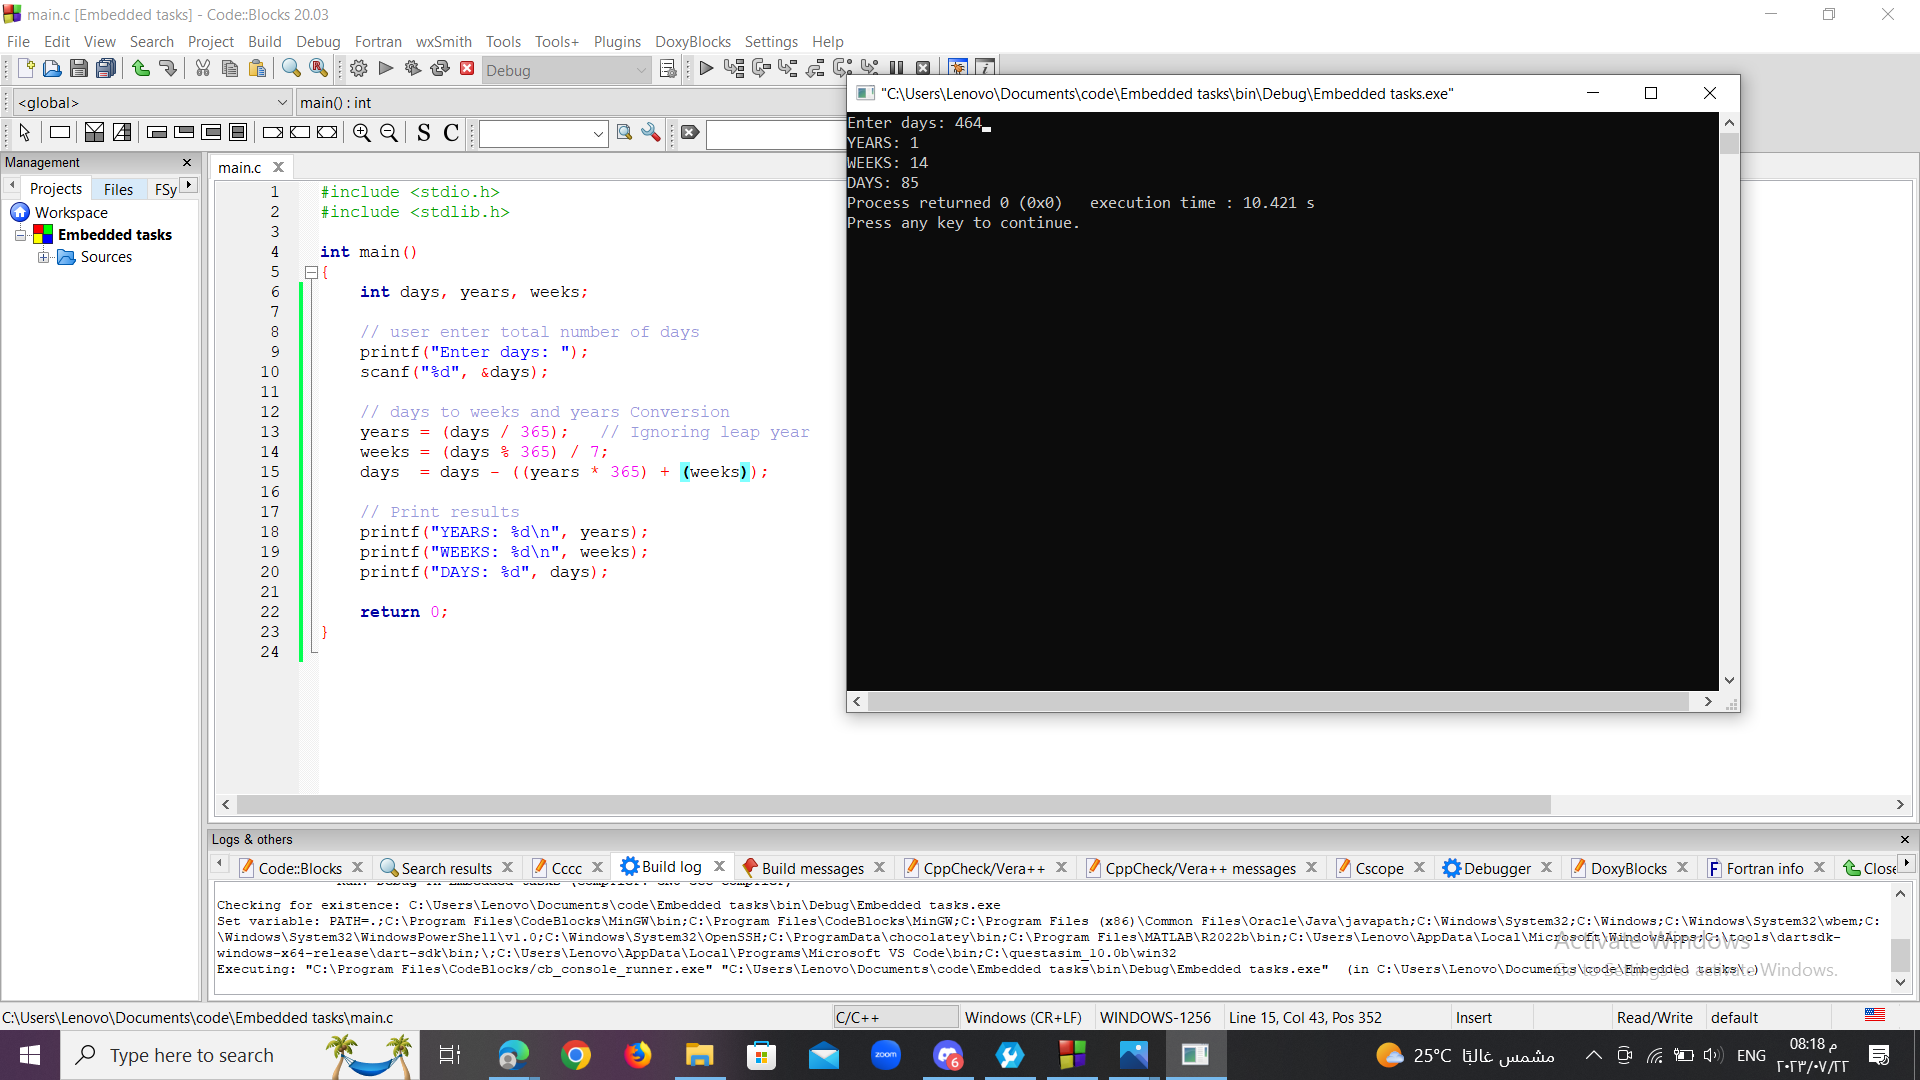 main.c [Embedded tasks] - Code::Blocks 20.03
File Edit View Search Project Build Debug Fortran wxSmith Tools Tools+ Plugins DoxyBlocks Settings Help
Debug
<global> main() : int
S C
Management
Projects Files FSy
Workspace
Embedded tasks
Sources
main.c
1 #include <stdio.h>
2 #include <stdlib.h>
3
4 int main()
5 {
6 int days, years, weeks;
7
8 // user enter total number of days
9 printf("Enter days: ");
10 scanf("%d", &days);
11
12 // days to weeks and years Conversion
13 years = (days / 365); // Ignoring leap year
14 weeks = (days % 365) / 7;
15 days = days - ((years * 365) + (weeks));
16
17 // Print results
18 printf("YEARS: %d\n", years);
19 printf("WEEKS: %d\n", weeks);
20 printf("DAYS: %d", days);
21
22 return 0;
23 }
24
"C:\Users\Lenovo\Documents\code\Embedded tasks\bin\Debug\Embedded tasks.exe"
Enter days: 464
YEARS: 1
WEEKS: 14
DAYS: 85
Process returned 0 (0x0) execution time : 10.421 s
Press any key to continue.
Logs & others
Code::Blocks Search results Cccc Build log Build messages CppCheck/Vera++ CppCheck/Vera++ messages Cscope Debugger DoxyBlocks Fortran info Close
Checking for existence: C:\Users\Lenovo\Documents\code\Embedded tasks\bin\Debug\Embedded tasks.exe
Set variable: PATH=.;C:\Program Files\CodeBlocks\MinGW\bin;C:\Program Files\CodeBlocks\MinGW;C:\Program Files (x86)\Common Files\Oracle\Java\javapath;C:\Windows\System32;C:\Windows;C:\Windows\System32\wbem;C:
\Windows\System32\WindowsPowerShell\v1.0;C:\Windows\System32\OpenSSH;C:\ProgramData\chocolatey\bin;C:\Program Files\MATLAB\R2022b\bin;C:\Users\Lenovo\AppData\Local\Microsoft\WindowsApps;C:\tools\dartsdk-
windows-x64-release\dart-sdk\bin;\;C:\Users\Lenovo\AppData\Local\Programs\Microsoft VS Code\bin;C:\questasim_10.0b\win32
Executing: "C:\Program Files\CodeBlocks/cb_console_runner.exe" "C:\Users\Lenovo\Documents\code\Embedded tasks\bin\Debug\Embedded tasks.exe" (in C:\Users\Lenovo\Documents\code\Embedded tasks\.)
Activate Windows
Go to Settings to activate Windows.
C:\Users\Lenovo\Documents\code\Embedded tasks\main.c C/C++ Windows (CR+LF) WINDOWS-1256 Line 15, Col 43, Pos 352 Insert Read/Write default
Type here to search
zoom
6
25°C مشمس غالبًا
ENG
08:18 م
٢٠٢٣/٠٧/٢٢